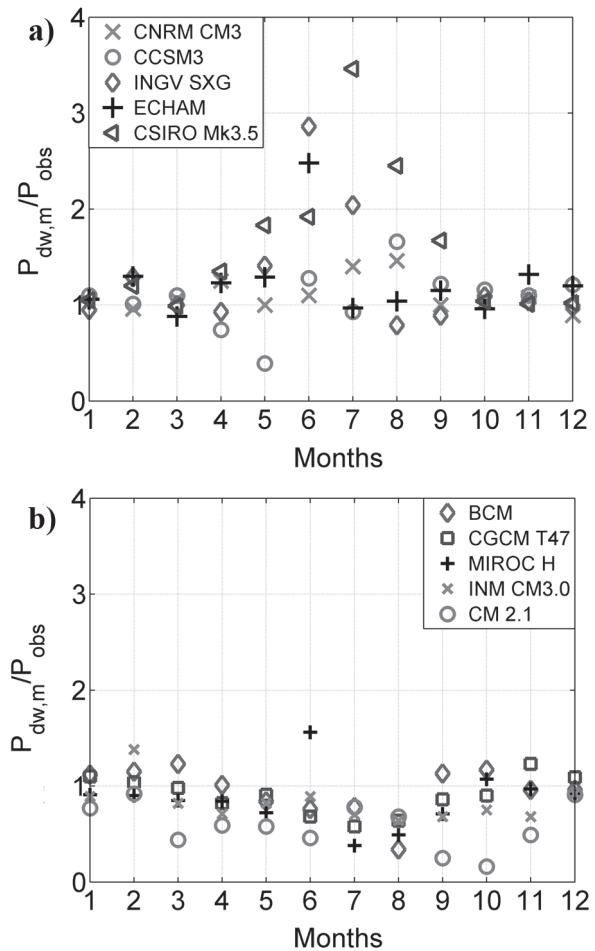 a)
4
3
2
1
0
P_dw,m/P_obs
CNRM CM3
CCSM3
INGV SXG
ECHAM
CSIRO Mk3.5
1 2 3 4 5 6 7 8 9 10 11 12
Months
b)
4
3
2
1
0
P_dw,m/P_obs
BCM
CGCM T47
MIROC H
INM CM3.0
CM 2.1
1 2 3 4 5 6 7 8 9 10 11 12
Months